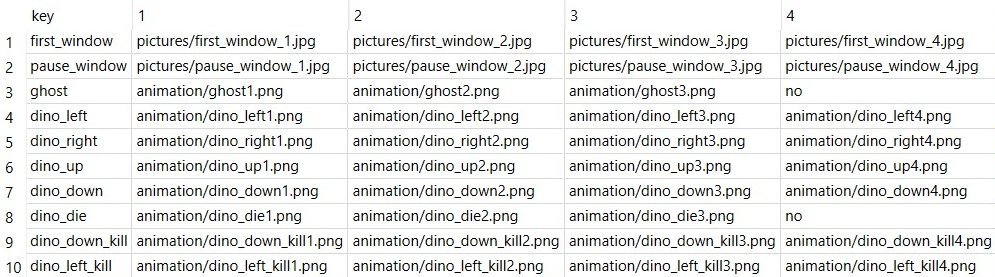 key 1 2 3 4
1 first_window pictures/first_window_1.jpg pictures/first_window_2.jpg pictures/first_window_3.jpg pictures/first_window_4.jpg
2 pause_window pictures/pause_window_1.jpg pictures/pause_window_2.jpg pictures/pause_window_3.jpg pictures/pause_window_4.jpg
3 ghost animation/ghost1.png animation/ghost2.png animation/ghost3.png no
4 dino_left animation/dino_left1.png animation/dino_left2.png animation/dino_left3.png animation/dino_left4.png
5 dino_right animation/dino_right1.png animation/dino_right2.png animation/dino_right3.png animation/dino_right4.png
6 dino_up animation/dino_up1.png animation/dino_up2.png animation/dino_up3.png animation/dino_up4.png
7 dino_down animation/dino_down1.png animation/dino_down2.png animation/dino_down3.png animation/dino_down4.png
8 dino_die animation/dino_die1.png animation/dino_die2.png animation/dino_die3.png no
9 dino_down_kill animation/dino_down_kill1.png animation/dino_down_kill2.png animation/dino_down_kill3.png animation/dino_down_kill4.png
10 dino_left_kill animation/dino_left_kill1.png animation/dino_left_kill2.png animation/dino_left_kill3.png animation/dino_left_kill4.png